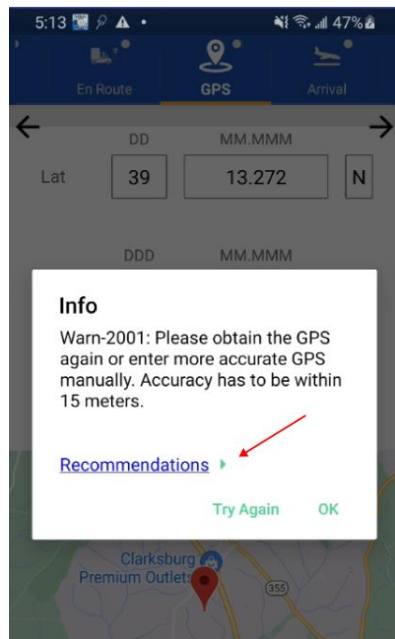 5:13 47%
En Route GPS Arrival
DD MM.MMM
Lat 39 13.272 N
DDD MM.MMM
Info
Warn-2001: Please obtain the GPS
again or enter more accurate GPS
manually. Accuracy has to be within
15 meters.
Recommendations
Try Again OK
Clarksburg
Premium Outlets
355